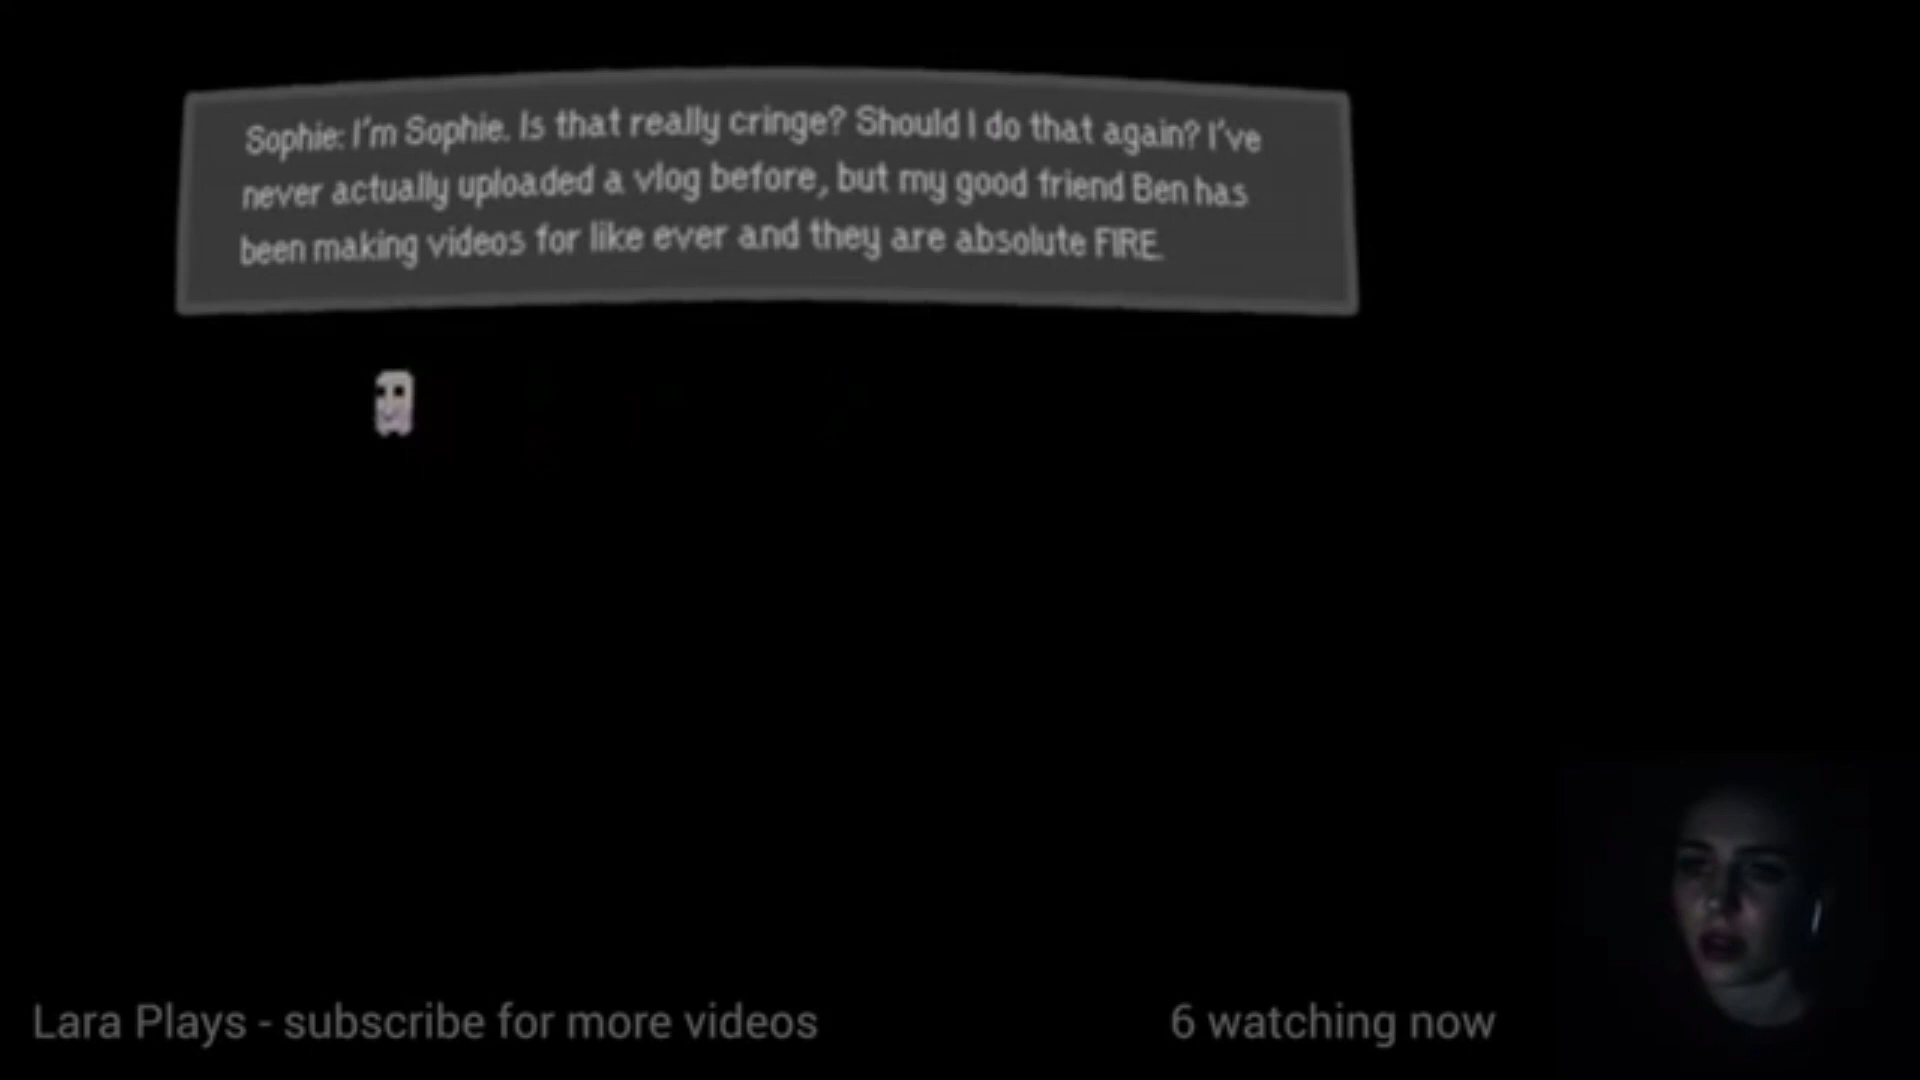 Sophie: I'm Sophie. Is that really cringe? Should I do that again? I've
never actually uploaded a vlog before, but my good friend Ben has
been making videos for like ever and they are absolute FIRE.
Lara Plays - subscribe for more videos
6 watching now